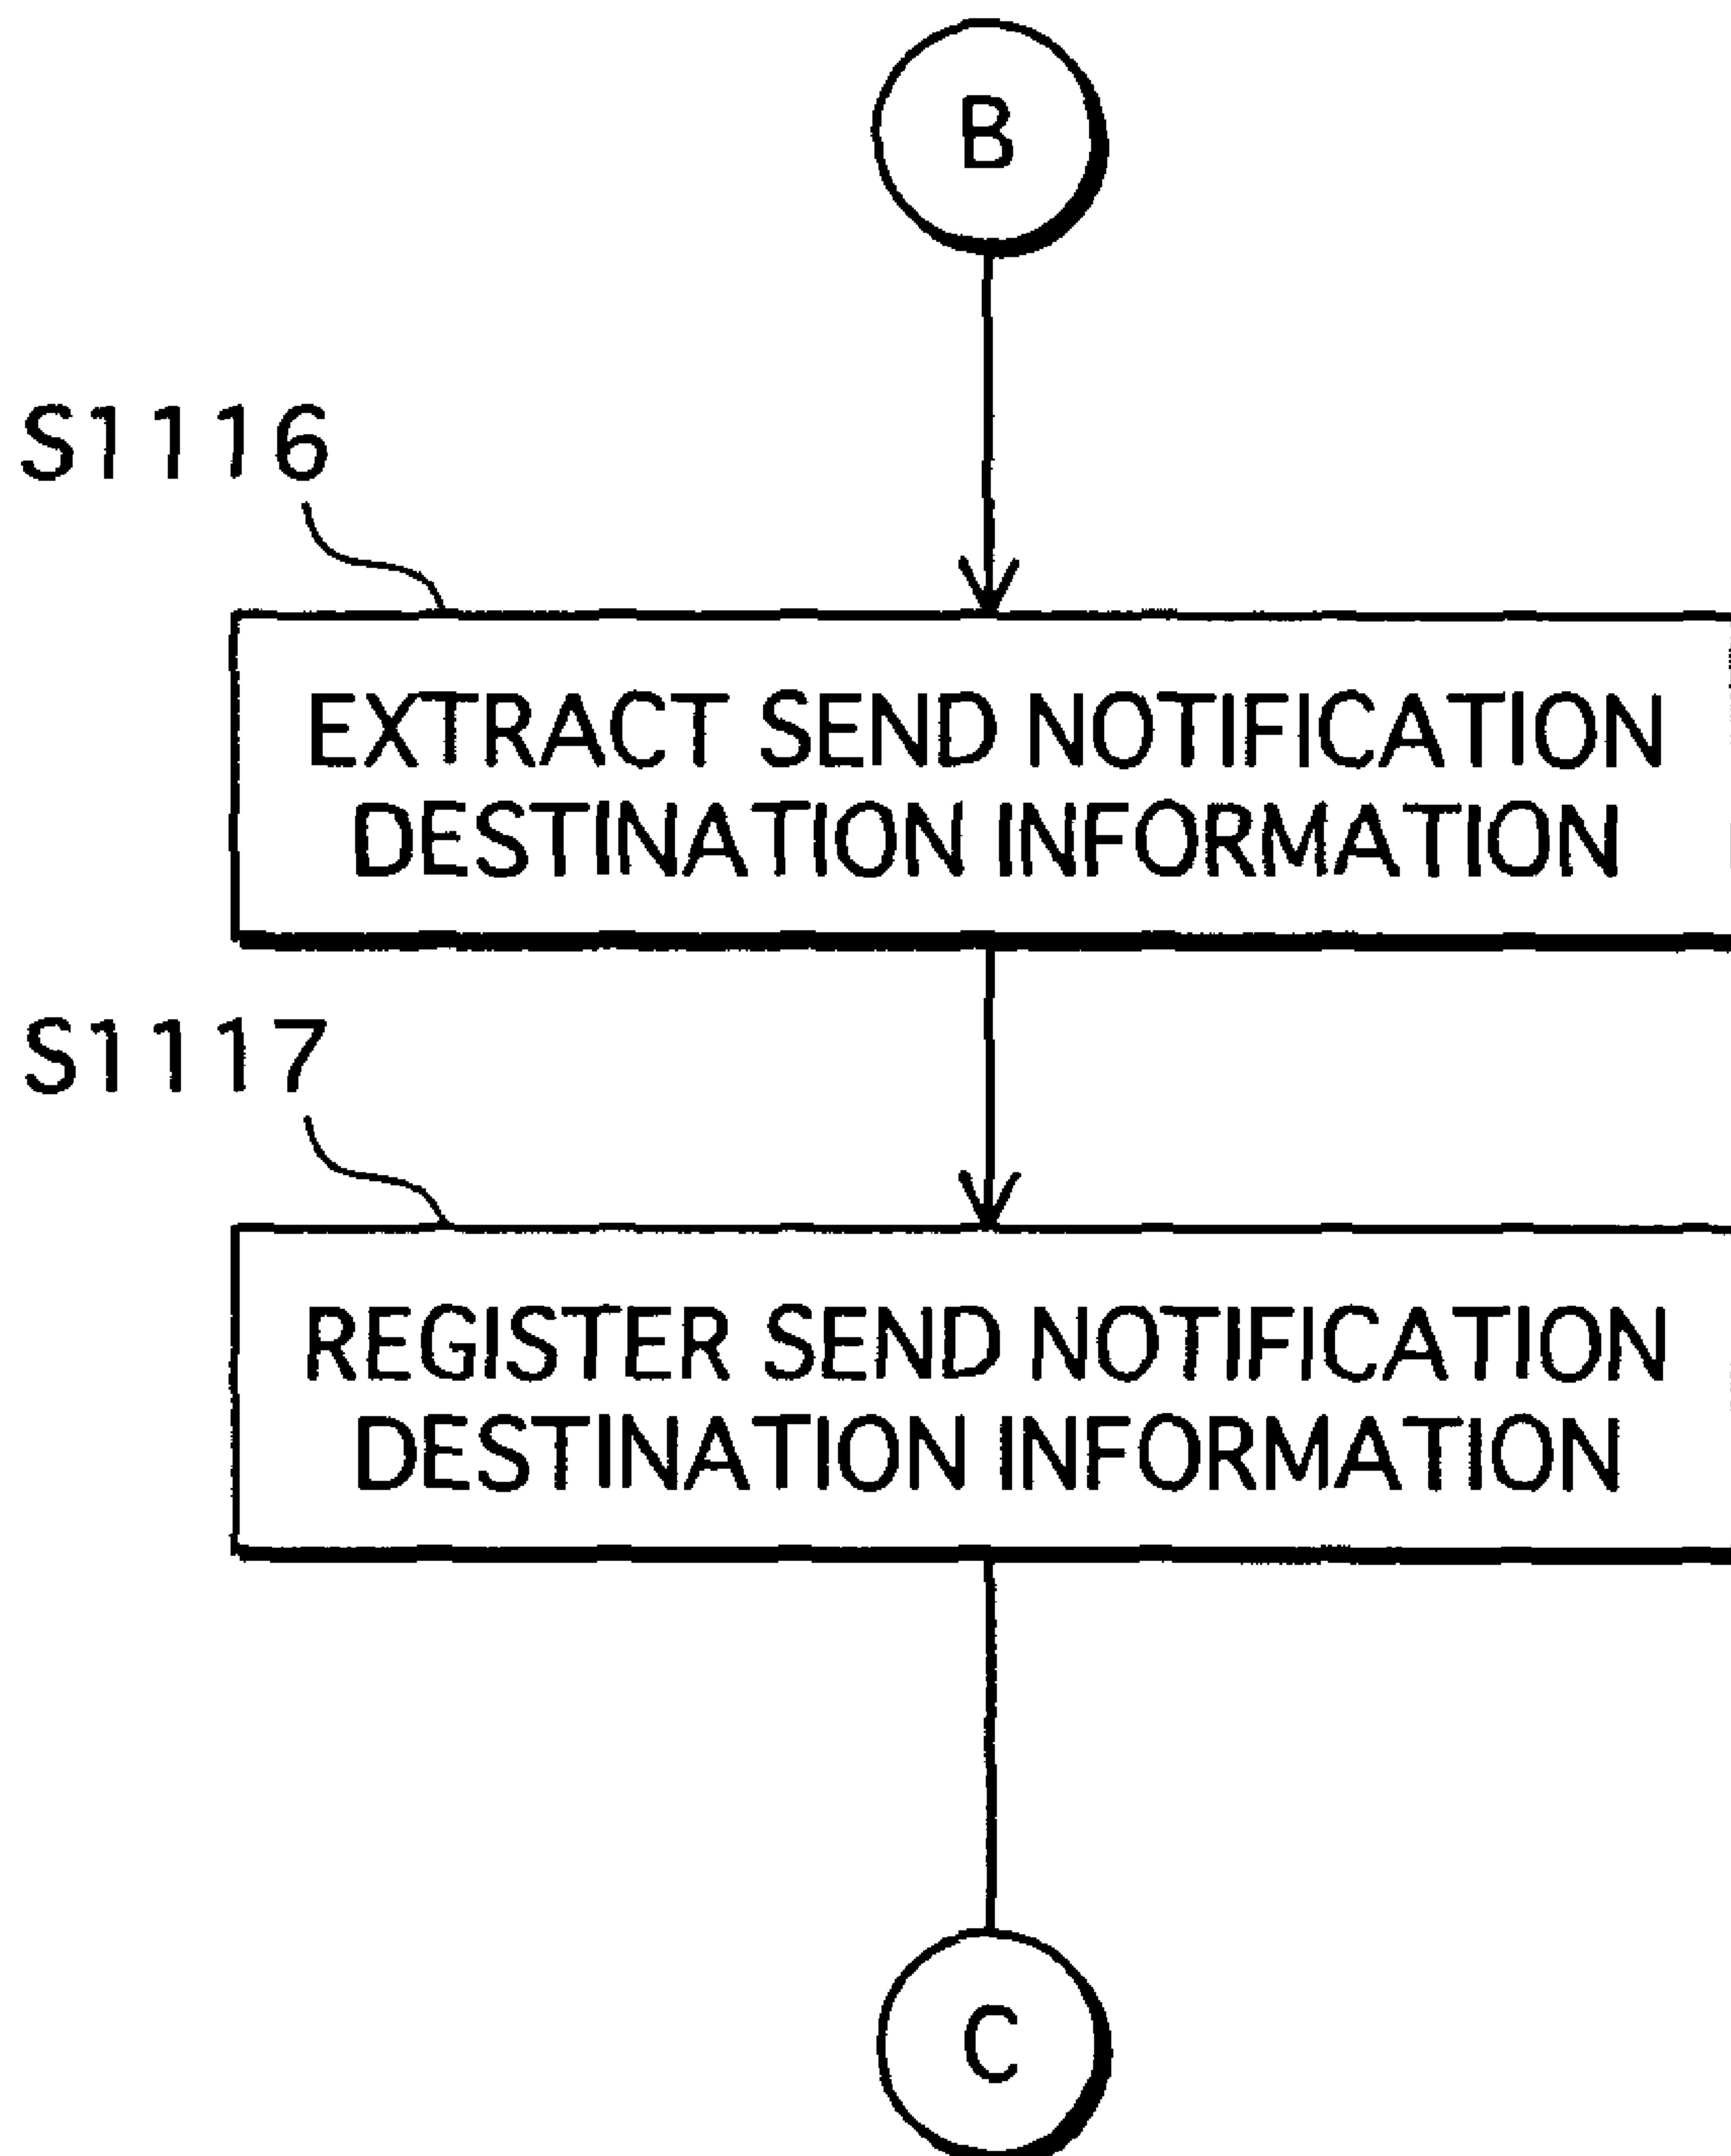 B
S1116
EXTRACT SEND NOTIFICATION
DESTINATION INFORMATION
S1117
REGISTER SEND NOTIFICATION
DESTINATION INFORMATION
C